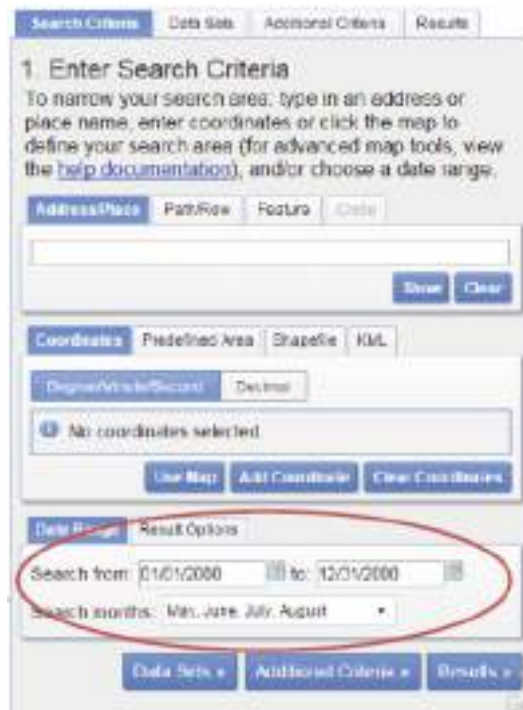 Search Criteria Data Sets Additional Criteria Results
1. Enter Search Criteria
To narrow your search area: type in an address or
place name, enter coordinates or click the map to
define your search area (for advanced map tools, view
the help documentation), and/or choose a date range.
Address/Place Path/Row Feature Circle
Show Clear
Coordinates Predefined Area Shapefile KML
Degree/Minute/Second Decimal
No coordinates selected.
Use Map Add Coordinate Clear Coordinates
Date Range Result Options
Search from: 01/01/2000 to: 12/31/2000
Search months: May, June, July, August
Data Sets » Additional Criteria » Results »